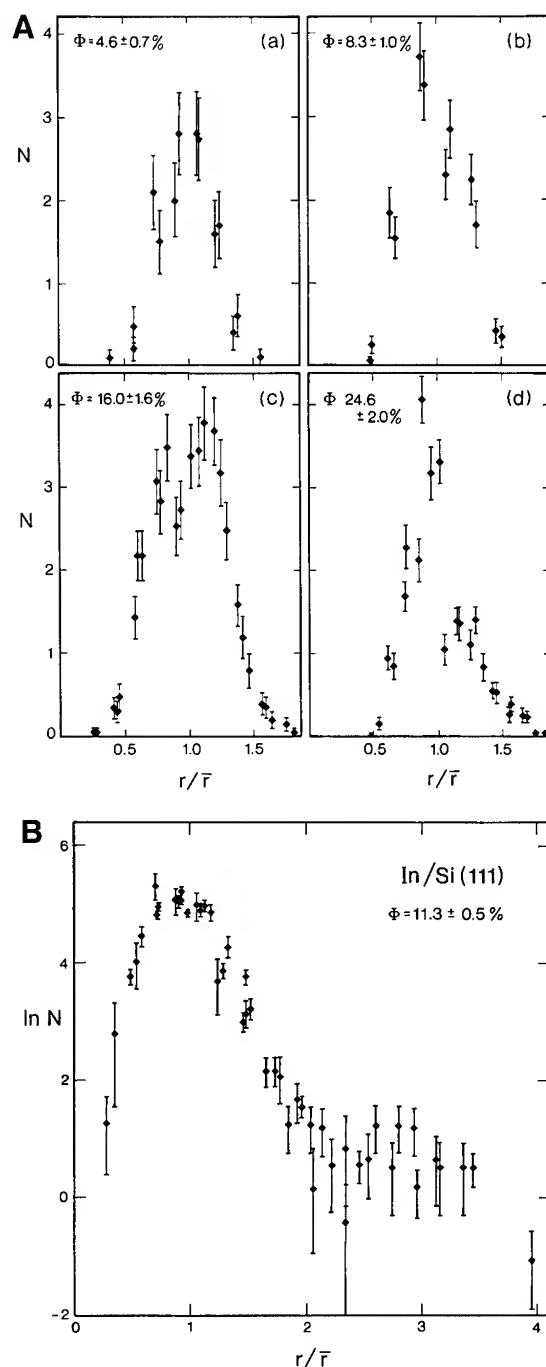 A
Φ = 4.6 ± 0.7 % (a)
Φ = 8.3 ± 1.0 % (b)
4
3
N
2
1
0
Φ = 16.0 ± 1.6 % (c)
Φ 24.6 ± 2.0 % (d)
4
3
N
2
1
0
0.5 1.0 1.5 0.5 1.0 1.5
r/r̅ r/r̅
B
6
In/Si (111)
Φ = 11.3 ± 0.5 %
4
ln N
2
0
-2
0 1 2 3 4
r/r̅